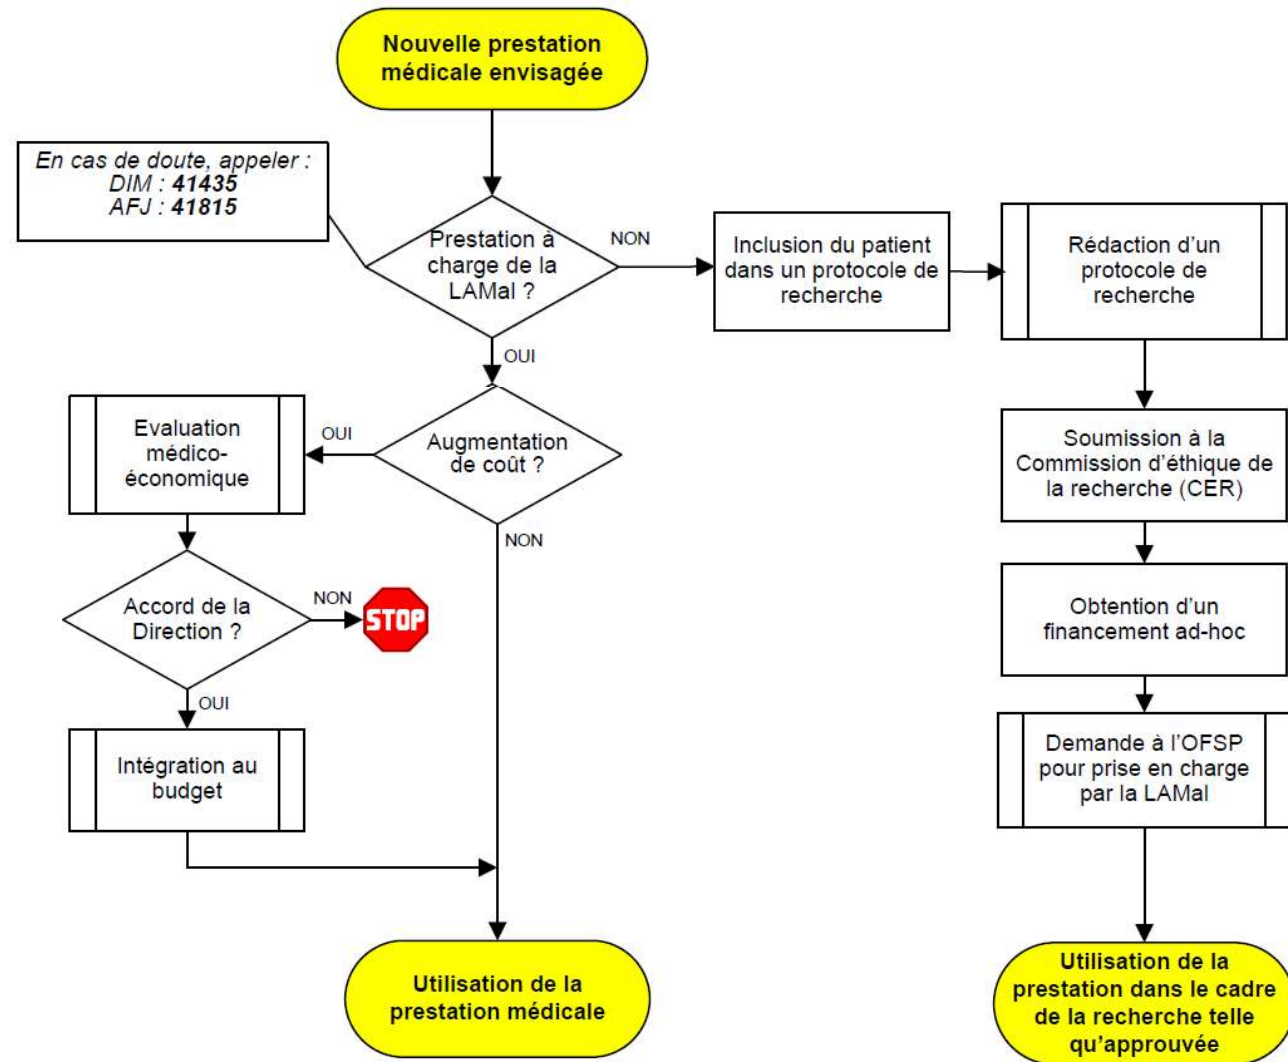 Nouvelle prestation
médicale envisagée
En cas de doute, appeler :
DIM : 41435
AFJ : 41815
Prestation à
charge de la
LAMal ?
NON
Inclusion du patient
dans un protocole de
recherche
Rédaction d'un
protocole de
recherche
OUI
Augmentation
de coût ?
OUI
Evaluation
médico-
économique
NON
Soumission à la
Commission d'éthique de
la recherche (CER)
Accord de la
Direction ?
NON
STOP
Obtention d'un
financement ad-hoc
OUI
Intégration au
budget
Demande à l'OFSP
pour prise en charge
par la LAMal
Utilisation de la
prestation médicale
Utilisation de la
prestation dans le cadre
de la recherche telle
qu'approuvée